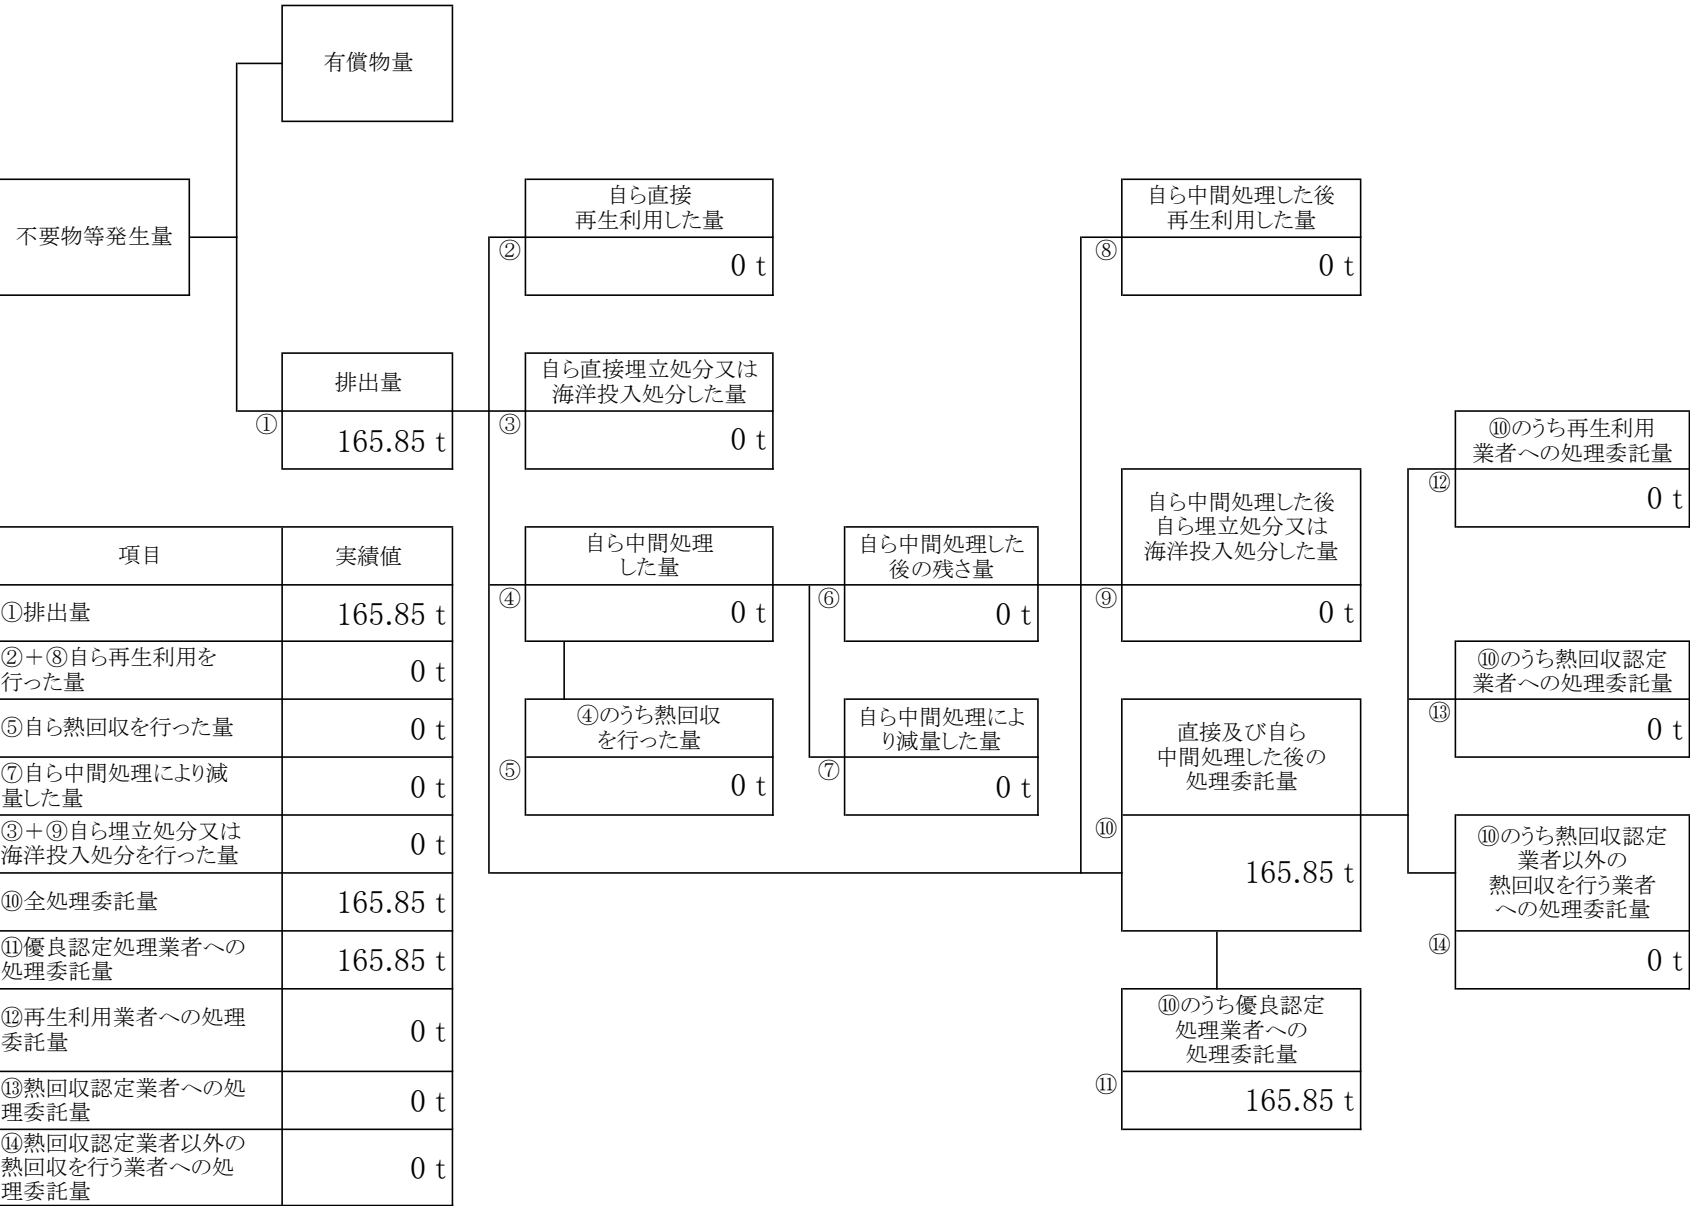 有償物量
不要物等発生量
自ら直接
再生利用した量
②
0 t
自ら中間処理した後
再生利用した量
⑧
0 t
排出量
①
165.85 t
自ら直接埋立処分又は
海洋投入処分した量
③
0 t
⑩のうち再生利用
業者への処理委託量
⑫
0 t
自ら中間処理した後
自ら埋立処分又は
海洋投入処分した量
⑨
0 t
自ら中間処理
した量
④
0 t
自ら中間処理した
後の残さ量
⑥
0 t
⑩のうち熱回収認定
業者への処理委託量
⑬
0 t
④のうち熱回収
を行った量
⑤
0 t
自ら中間処理によ
り減量した量
⑦
0 t
直接及び自ら
中間処理した後の
処理委託量
⑩
165.85 t
⑩のうち熱回収認定
業者以外の
熱回収を行う業者
への処理委託量
⑭
0 t
⑩のうち優良認定
処理業者への
処理委託量
⑪
165.85 t
項目 実績値
①排出量 165.85 t
②+⑧自ら再生利用を
行った量 0 t
⑤自ら熱回収を行った量 0 t
⑦自ら中間処理により減
量した量 0 t
③+⑨自ら埋立処分又は
海洋投入処分を行った量 0 t
⑩全処理委託量 165.85 t
⑪優良認定処理業者への
処理委託量 165.85 t
⑫再生利用業者への処理
委託量 0 t
⑬熱回収認定業者への処
理委託量 0 t
⑭熱回収認定業者以外の
熱回収を行う業者への処
理委託量 0 t